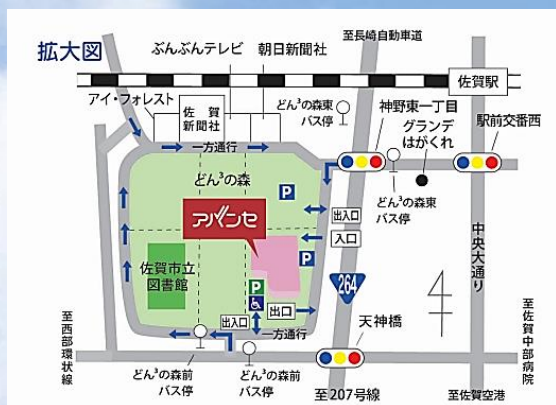 拡大図
ぶんぶんテレビ
朝日新聞社
至長崎自動車道
佐賀駅
アイ・フォレスト
佐賀
新聞社
どん³の森東
バス停
神野東一丁目
グランデ
はがくれ
駅前交番西
一方通行
どん³の森
P
どん³の森東
バス停
アバンセ
出入口
入口
P
佐賀市立
図書館
P
出口
264
中央大通り
出入口
一方通行
天神橋
至西部環状線
至佐賀中部病院
どん³の森前
バス停
どん³の森前
バス停
至207号線
至佐賀空港